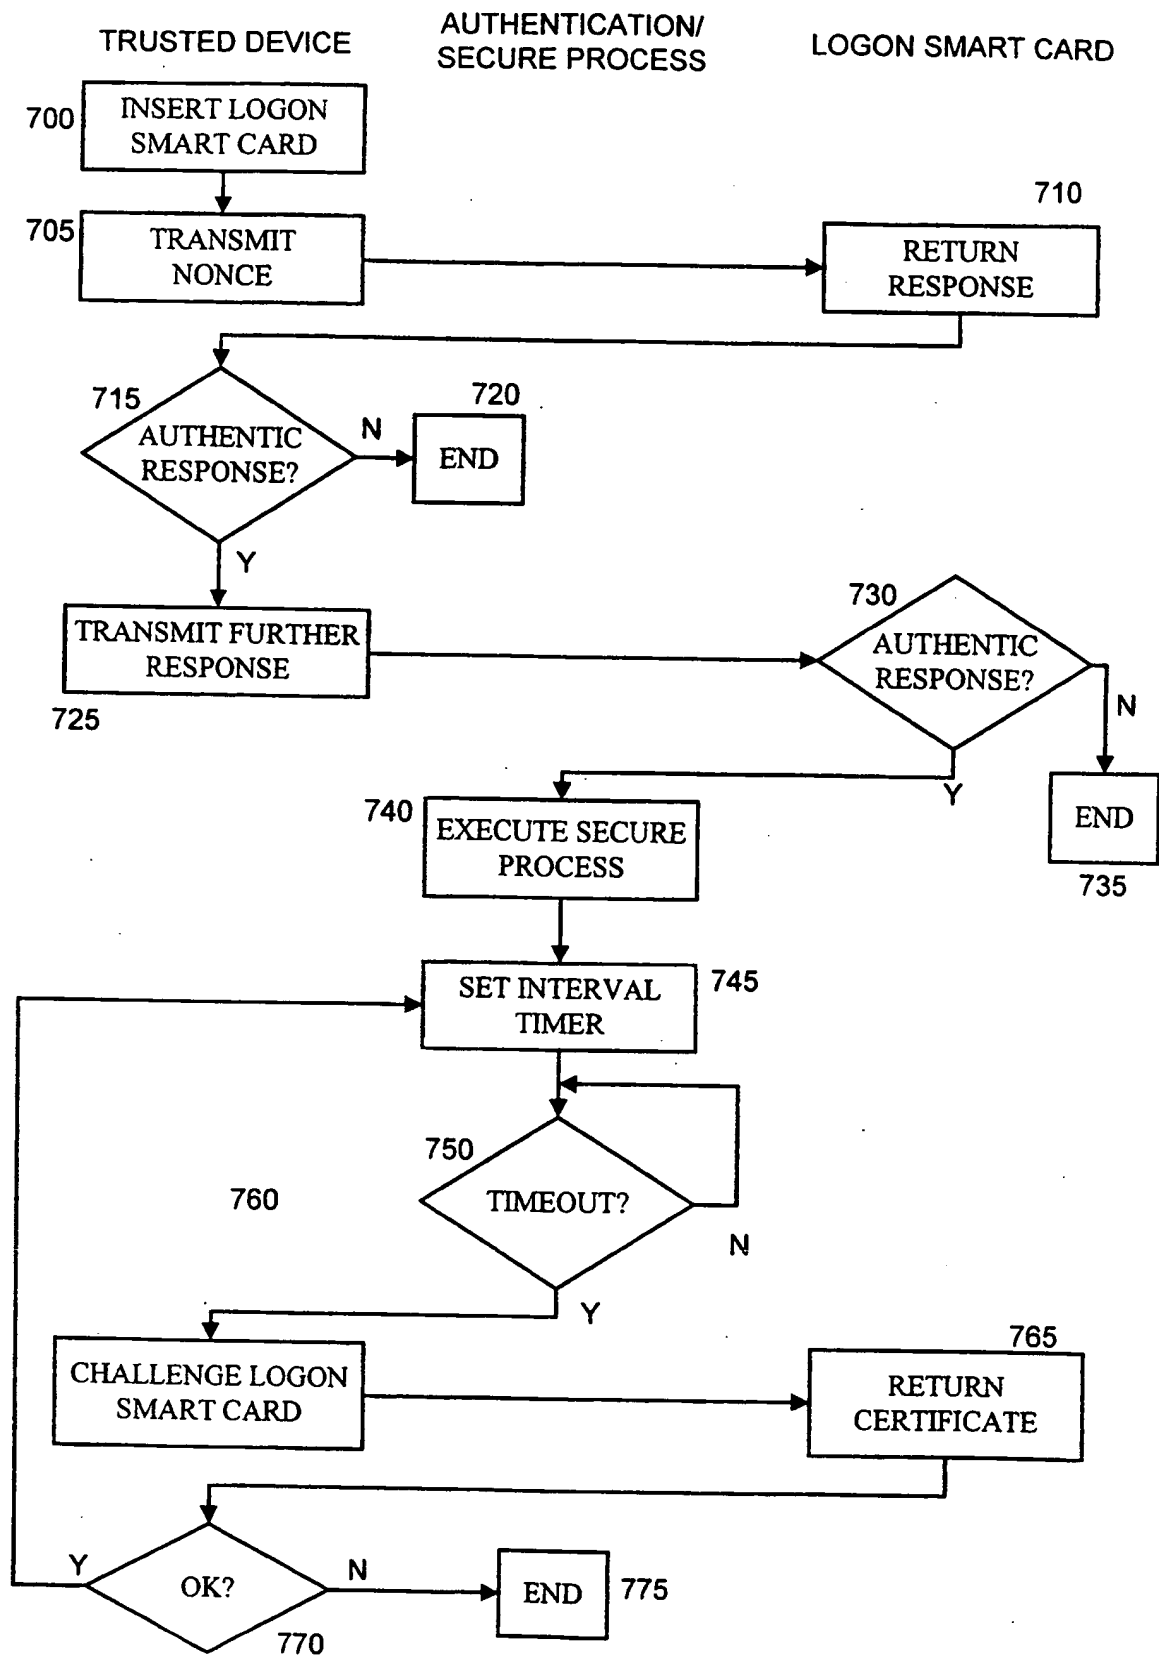 TRUSTED DEVICE
AUTHENTICATION/
SECURE PROCESS
LOGON SMART CARD
700
INSERT LOGON
SMART CARD
705
TRANSMIT
NONCE
710
RETURN
RESPONSE
715
AUTHENTIC
RESPONSE?
N
720
END
Y
TRANSMIT FURTHER
RESPONSE
725
730
AUTHENTIC
RESPONSE?
N
Y
END
735
740
EXECUTE SECURE
PROCESS
SET INTERVAL
TIMER
745
750
TIMEOUT?
N
760
Y
CHALLENGE LOGON
SMART CARD
765
RETURN
CERTIFICATE
Y
OK?
N
END
775
770